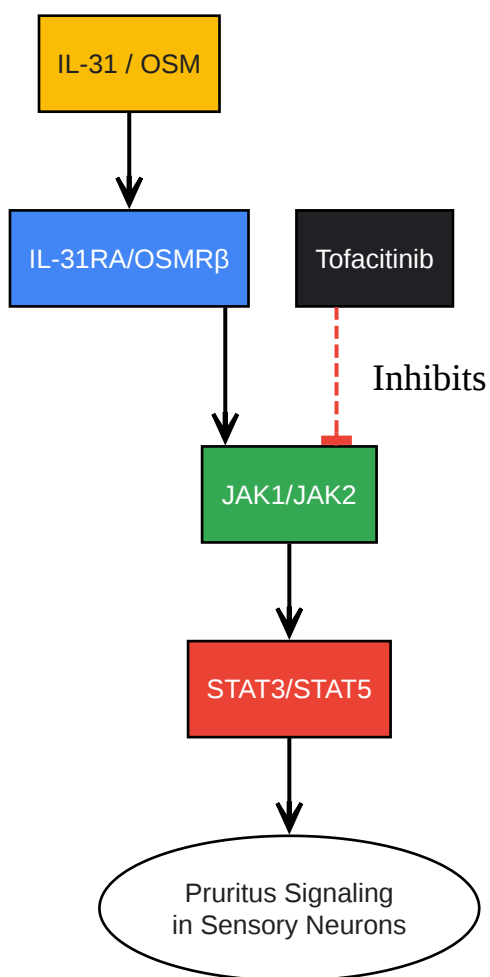 IL-31 / OSM
IL-31RA/OSMRβ
Tofacitinib
Inhibits
JAK1/JAK2
STAT3/STAT5
Pruritus Signaling
in Sensory Neurons